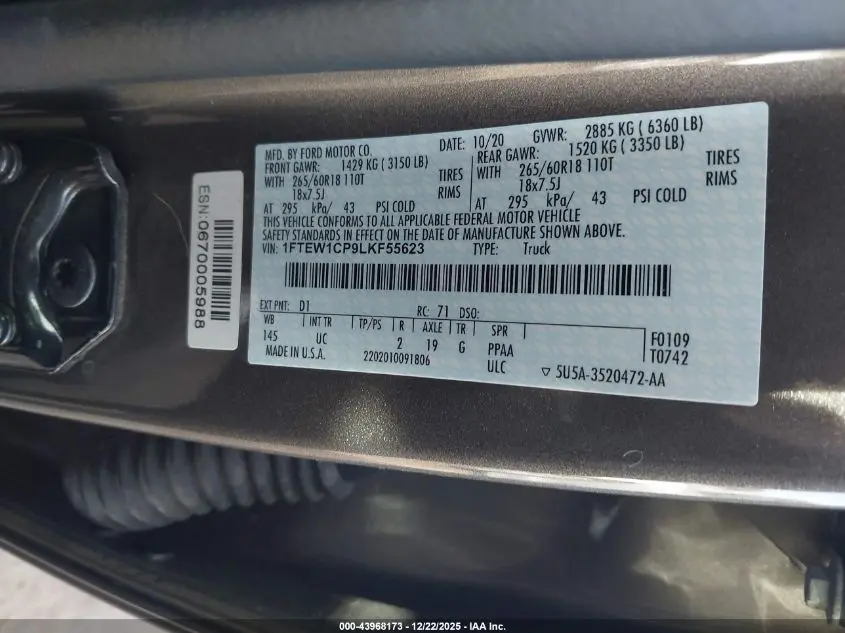 ESN:0670005988
MFD. BY FORD MOTOR CO.
DATE: 10/20 GVWR: 2885 KG ( 6360 LB)
FRONT GAWR: 1429 KG ( 3150 LB)
REAR GAWR: 1520 KG ( 3350 LB)
WITH 265/60R18 110T TIRES
WITH 265/60R18 110T TIRES
18x7.5J RIMS
18x7.5J RIMS
AT 295 kPa/ 43 PSI COLD
AT 295 kPa/ 43 PSI COLD
THIS VEHICLE CONFORMS TO ALL APPLICABLE FEDERAL MOTOR VEHICLE
SAFETY STANDARDS IN EFFECT ON THE DATE OF MANUFACTURE SHOWN ABOVE.
VIN: 1FTEW1CP9LKF55623 TYPE: Truck
EXT PNT: D1 RC: 71 DSO:
WB INT TR TP/PS R AXLE TR SPR
145 UC 2 19 G PPAA
F0109
T0742
MADE IN U.S.A. 2202010091806 ULC
▽ 5U5A-3520472-AA
000-43968173 - 12/22/2025 - IAA Inc.